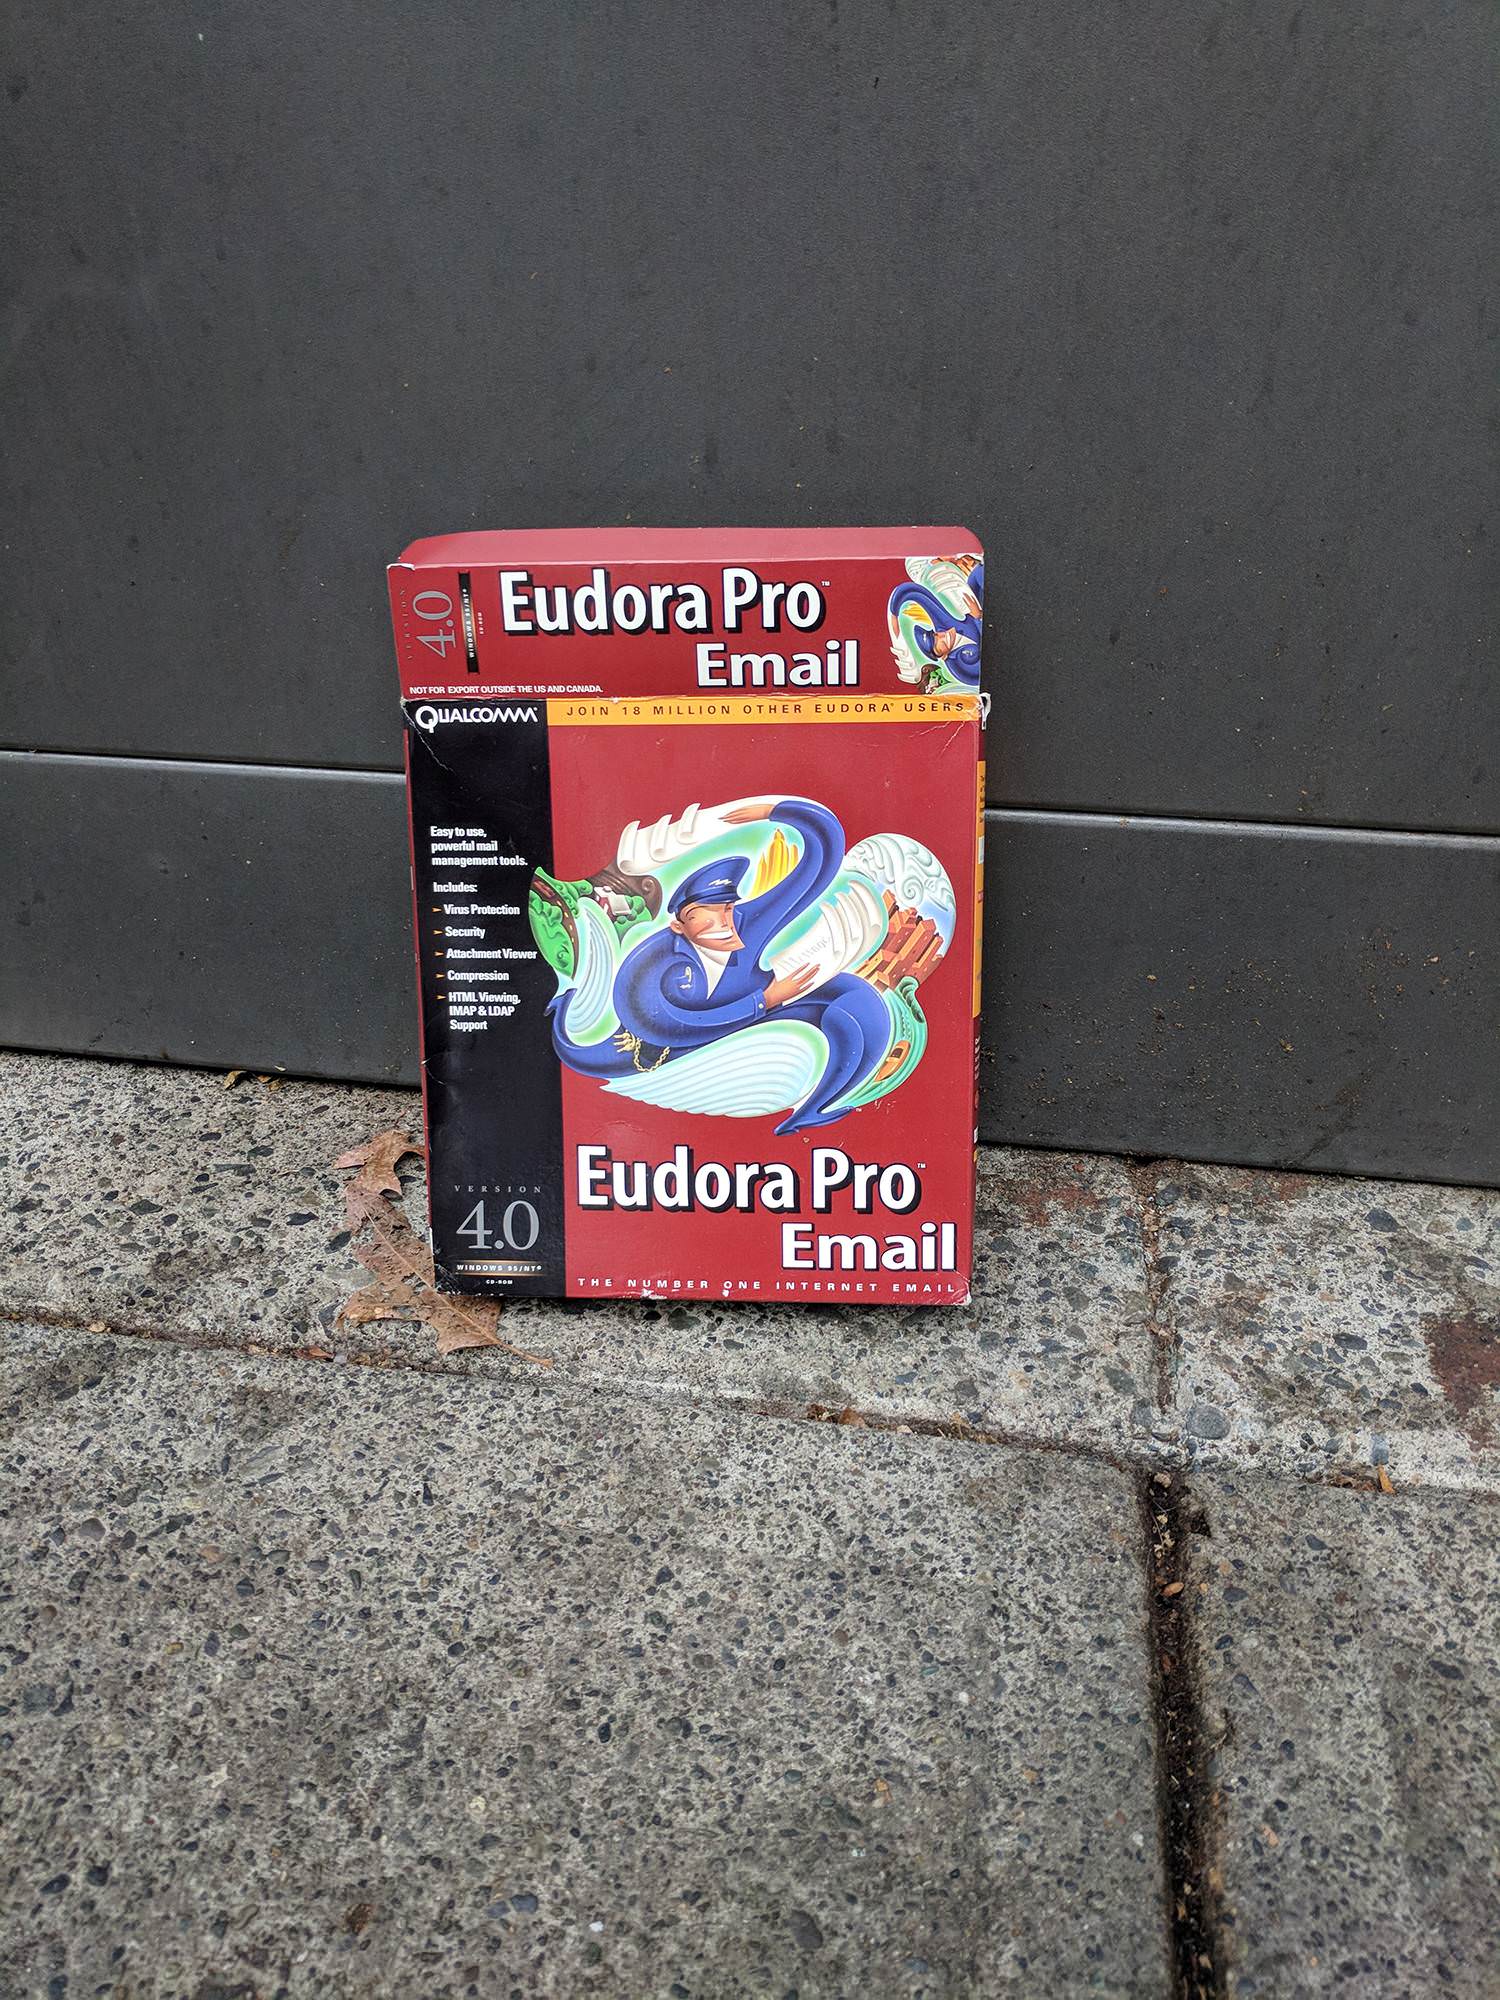 VERSION
4.0
WINDOWS 95/NT®
CD-ROM
Eudora Pro™
Email
NOT FOR EXPORT OUTSIDE THE US AND CANADA.
QUALCOMM®
JOIN 18 MILLION OTHER EUDORA® USERS
Easy to use,
powerful mail
management tools.
Includes:
Virus Protection
Security
Attachment Viewer
Compression
HTML Viewing,
IMAP & LDAP
Support
Message
VERSION
4.0
WINDOWS 95/NT®
CD-ROM
™
Eudora Pro™
Email
THE NUMBER ONE INTERNET EMAIL